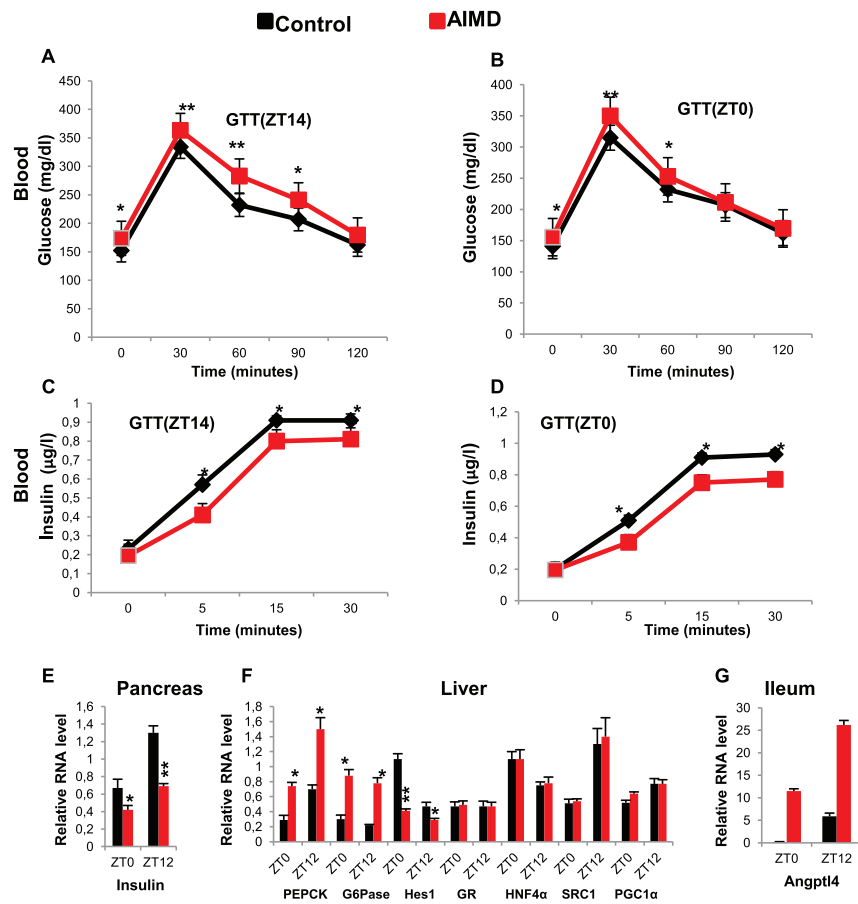 Control AIMD
A
GTT(ZT14)
Blood
Glucose (mg/dl)
450
400
350
300
250
200
150
100
50
0
* ** ** *
0 30 60 90 120
Time (minutes)
B
GTT(ZT0)
Glucose (mg/dl)
400
350
300
250
200
150
100
50
0
* ** *
0 30 60 90 120
Time (minutes)
C
GTT(ZT14)
Blood
Insulin (µg/l)
1
0,9
0,8
0,7
0,6
0,5
0,4
0,3
0,2
0,1
0
* * *
0 5 15 30
Time (minutes)
D
GTT(ZT0)
Insulin (µg/l)
1,2
1
0,8
0,6
0,4
0,2
0
* * *
0 5 15 30
Time (minutes)
E
Pancreas
Relative RNA level
1,6
1,4
1,2
1
0,8
0,6
0,4
0,2
0
* **
ZT0 ZT12
Insulin
F
Liver
Relative RNA level
1,8
1,6
1,4
1,2
1
0,8
0,6
0,4
0,2
0
* * * * ** *
ZT0 ZT12 ZT0 ZT12 ZT0 ZT12 ZT0 ZT12 ZT0 ZT12 ZT0 ZT12 ZT0 ZT12
PEPCK G6Pase Hes1 GR HNF4α SRC1 PGC1α
G
Ileum
Relative RNA level
30
25
20
15
10
5
0
ZT0 ZT12
Angptl4